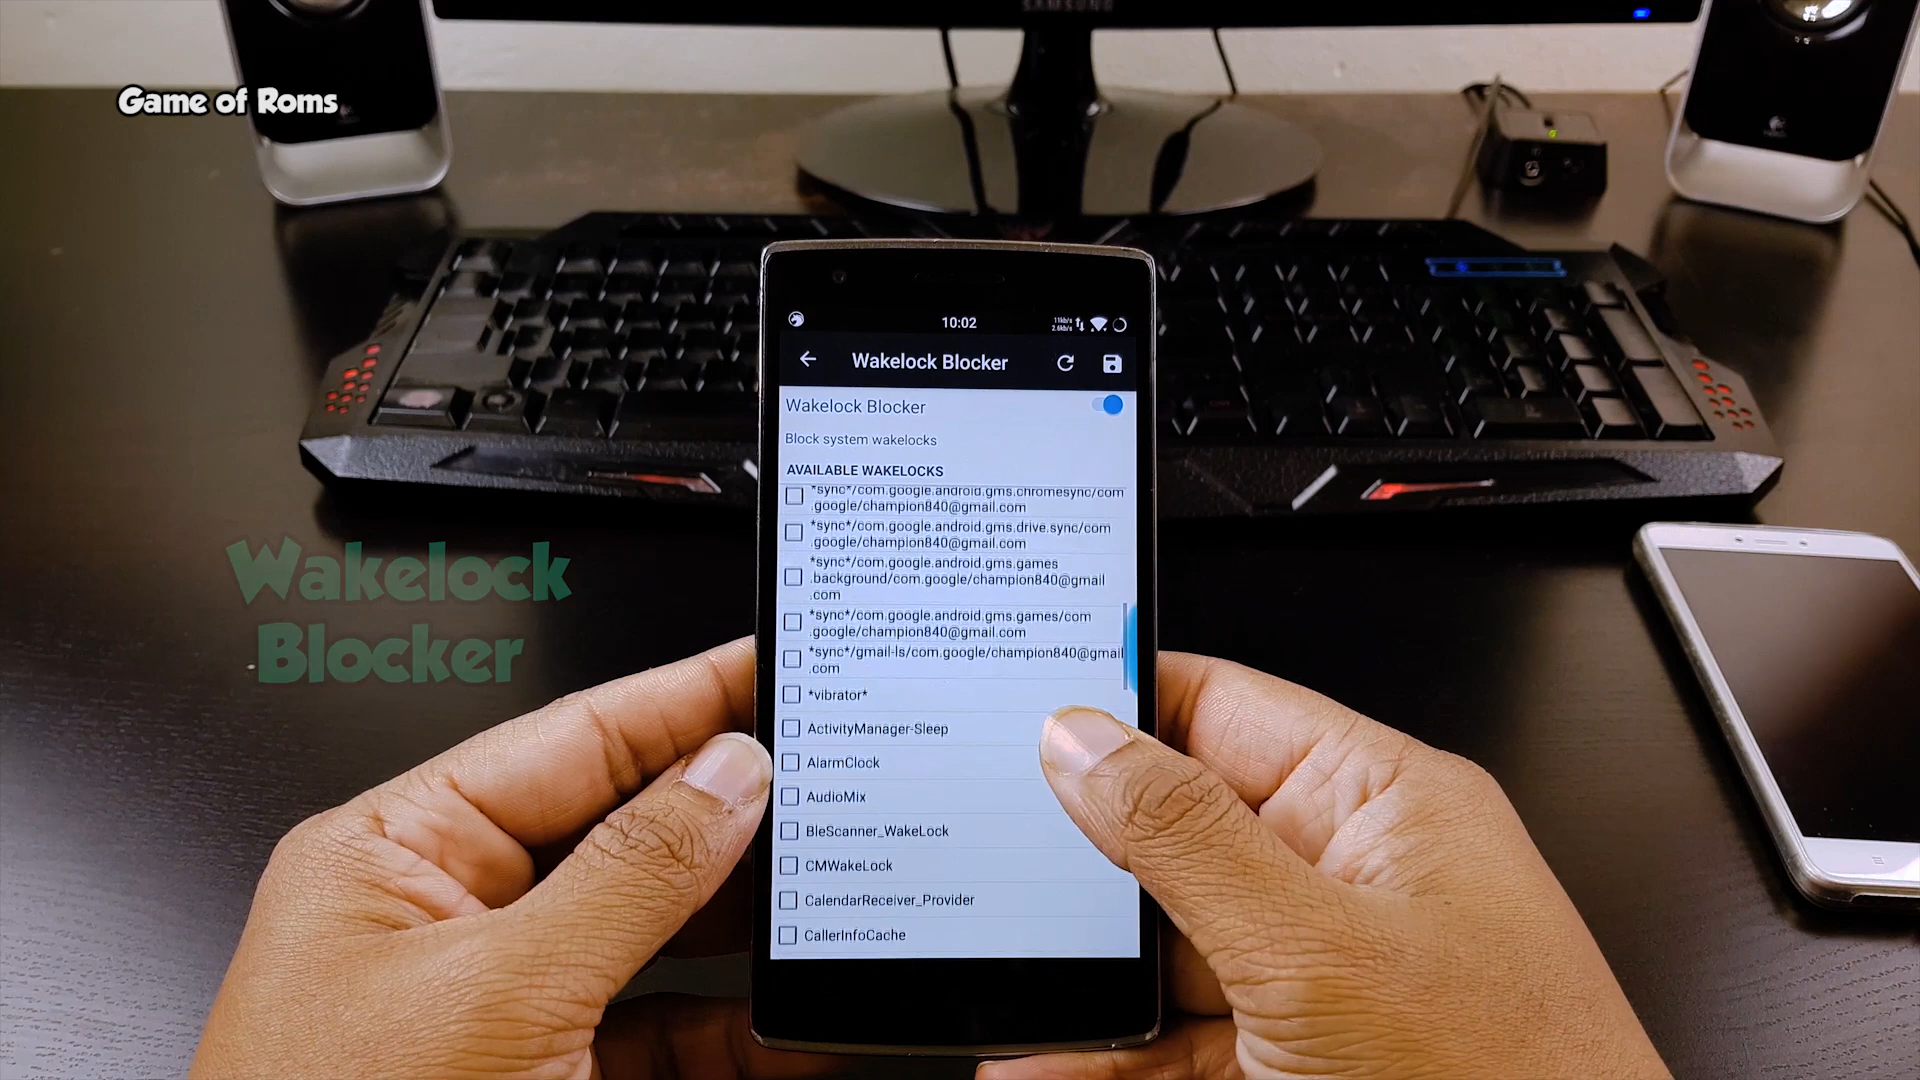 SAMSUNG
Game of Roms
10:02
11kb/s
2.6kb/s
Wakelock Blocker
Wakelock Blocker
Block system wakelocks
AVAILABLE WAKELOCKS
*sync*/com.google.android.gms.chromesync/com
.google/champion840@gmail.com
*sync*/com.google.android.gms.drive.sync/com
.google/champion840@gmail.com
*sync*/com.google.android.gms.games
.background/com.google/champion840@gmail
.com
*sync*/com.google.android.gms.games/com
.google/champion840@gmail.com
*sync*/gmail-ls/com.google/champion840@gmail
.com
*vibrator*
ActivityManager-Sleep
AlarmClock
AudioMix
BleScanner_WakeLock
CMWakeLock
CalendarReceiver_Provider
CallerInfoCache
Wakelock
Blocker